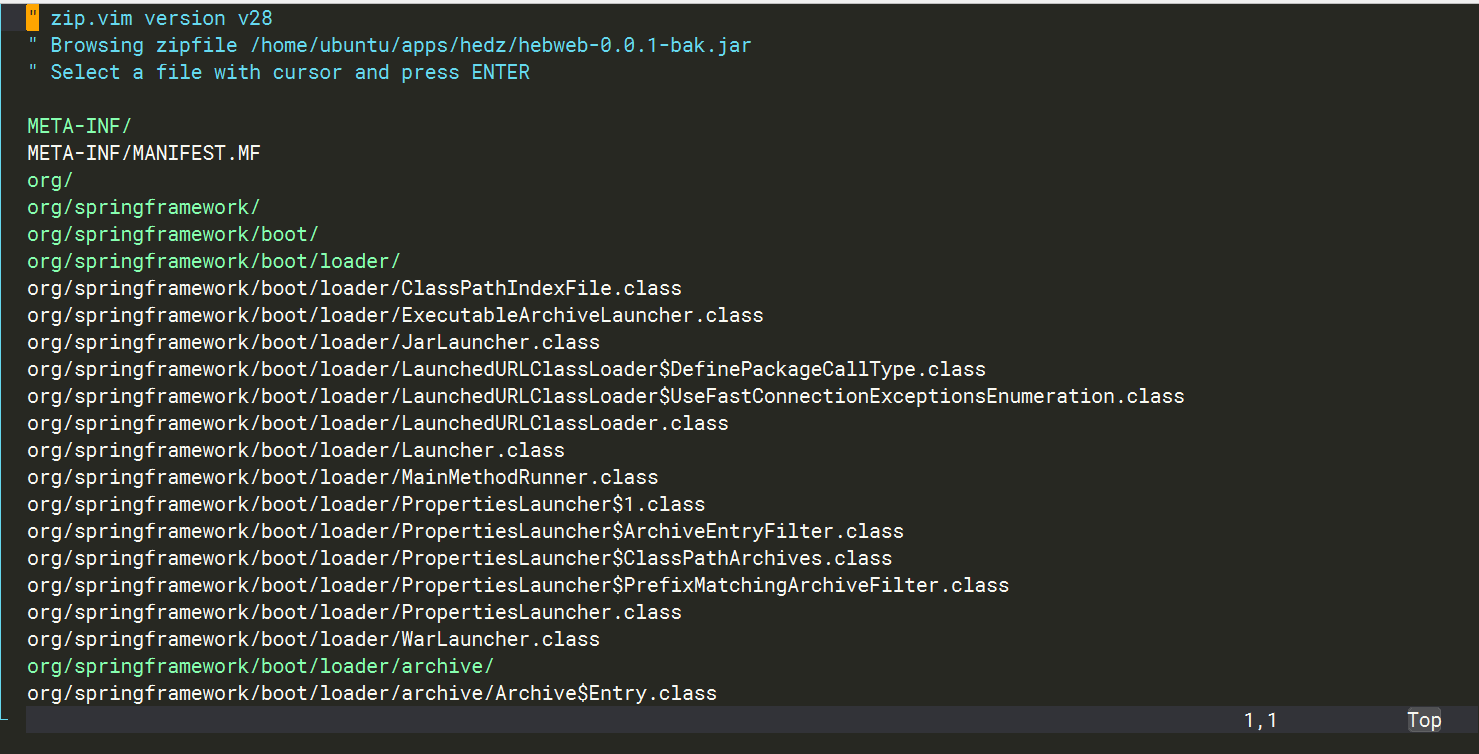 " zip.vim version v28
" Browsing zipfile /home/ubuntu/apps/hedz/hebweb-0.0.1-bak.jar
" Select a file with cursor and press ENTER
META-INF/
META-INF/MANIFEST.MF
org/
org/springframework/
org/springframework/boot/
org/springframework/boot/loader/
org/springframework/boot/loader/ClassPathIndexFile.class
org/springframework/boot/loader/ExecutableArchiveLauncher.class
org/springframework/boot/loader/JarLauncher.class
org/springframework/boot/loader/LaunchedURLClassLoader$DefinePackageCallType.class
org/springframework/boot/loader/LaunchedURLClassLoader$UseFastConnectionExceptionsEnumeration.class
org/springframework/boot/loader/LaunchedURLClassLoader.class
org/springframework/boot/loader/Launcher.class
org/springframework/boot/loader/MainMethodRunner.class
org/springframework/boot/loader/PropertiesLauncher$1.class
org/springframework/boot/loader/PropertiesLauncher$ArchiveEntryFilter.class
org/springframework/boot/loader/PropertiesLauncher$ClassPathArchives.class
org/springframework/boot/loader/PropertiesLauncher$PrefixMatchingArchiveFilter.class
org/springframework/boot/loader/PropertiesLauncher.class
org/springframework/boot/loader/WarLauncher.class
org/springframework/boot/loader/archive/
org/springframework/boot/loader/archive/Archive$Entry.class
1,1 Top